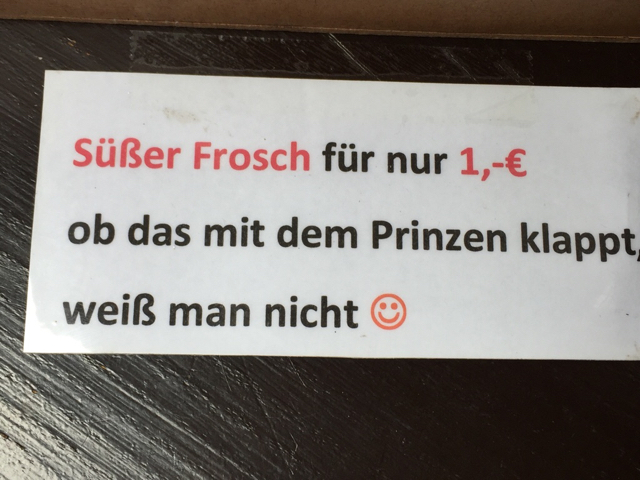 Süßer Frosch für nur 1,-€
ob das mit dem Prinzen klappt,
weiß man nicht ☺